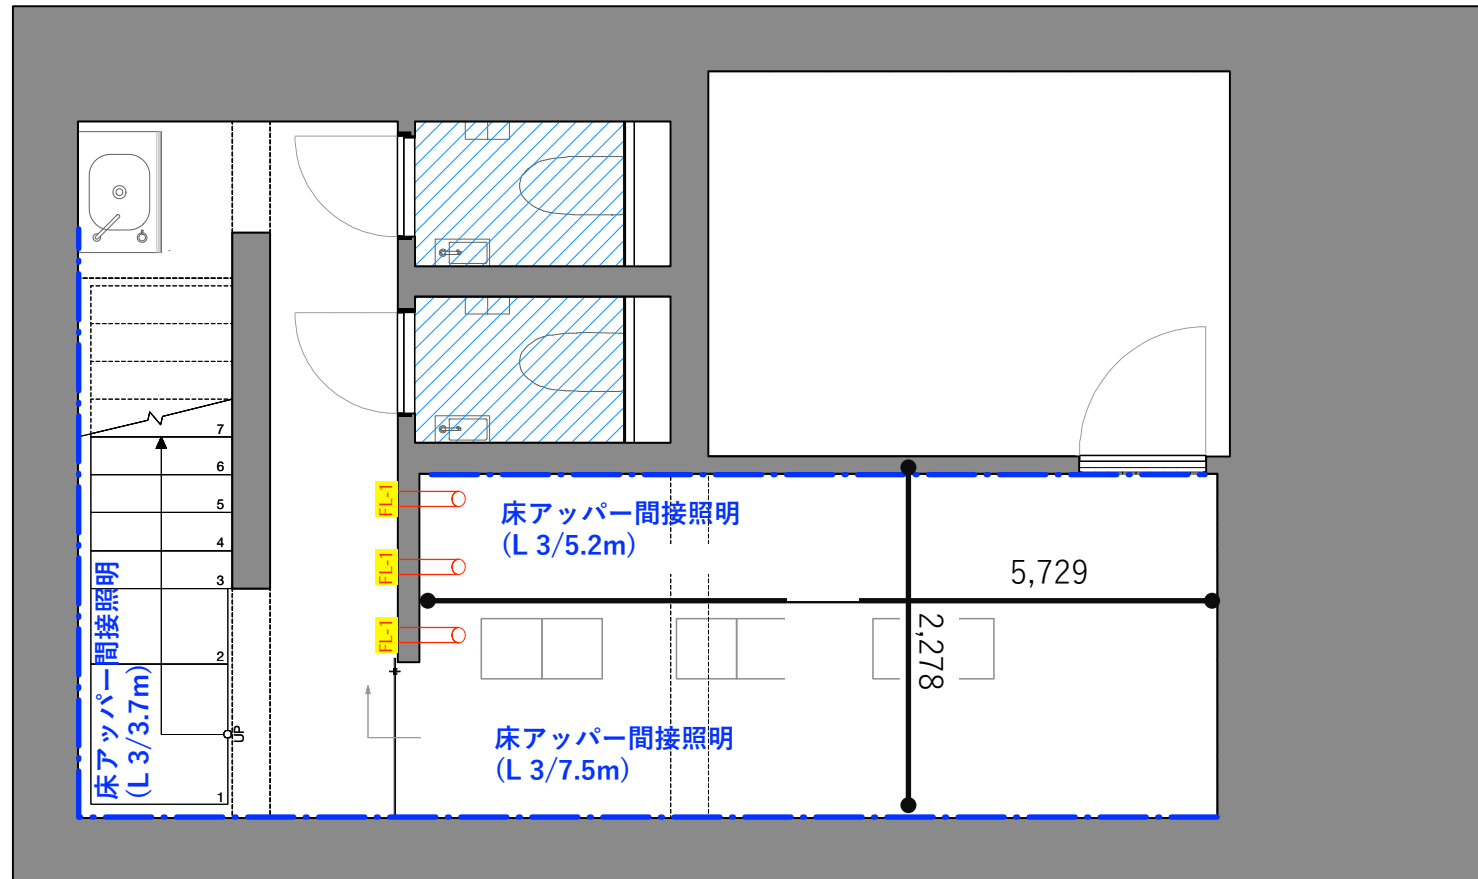 7
6
5
4
3
2
1
UP
床アッパー間接照明
(L 3/3.7m)
FL-1
FL-1
FL-1
床アッパー間接照明
(L 3/5.2m)
5,729
2,278
床アッパー間接照明
(L 3/7.5m)